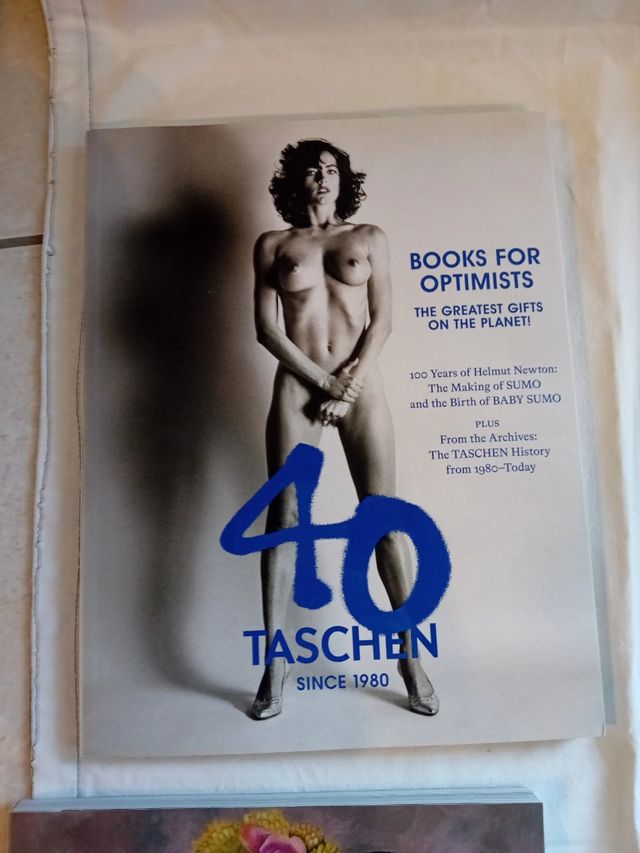 BOOKS FOR
OPTIMISTS
THE GREATEST GIFTS
ON THE PLANET!
100 Years of Helmut Newton:
The Making of SUMO
and the Birth of BABY SUMO
PLUS
From the Archives:
The TASCHEN History
from 1980–Today
40
TASCHEN
SINCE 1980